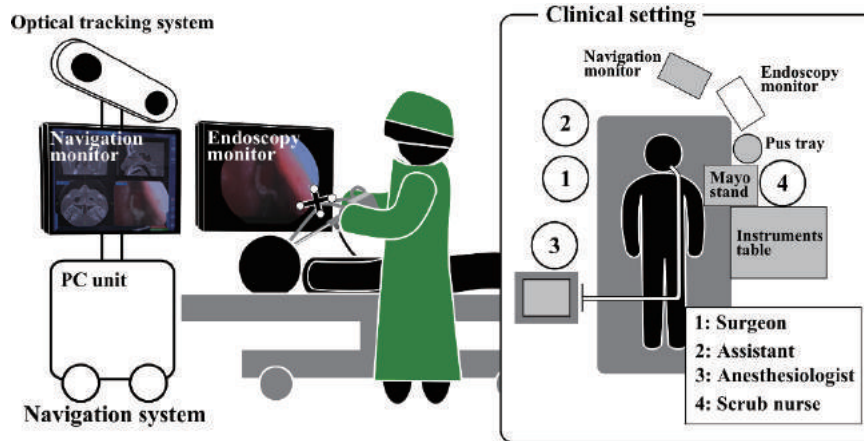 Optical tracking system
Navigation
monitor
Endoscopy
monitor
PC unit
Navigation system
Clinical setting
Navigation
monitor
Endoscopy
monitor
2
Pus tray
1
Mayo
stand
4
3
Instruments
table
1: Surgeon
2: Assistant
3: Anesthesiologist
4: Scrub nurse